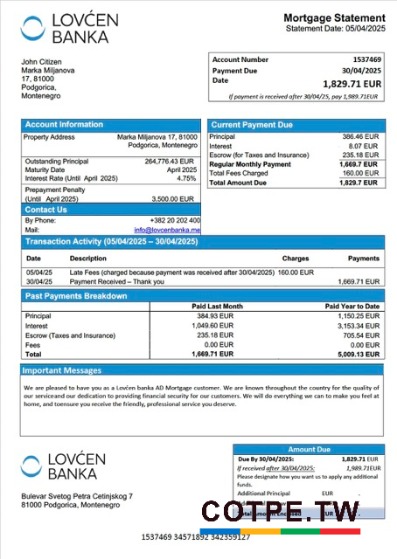 LOVĆEN
BANKA
Mortgage Statement
Statement Date: 05/04/2025
John Citizen
Marka Miljanova
17, 81000
Podgorica,
Montenegro
Account Number 1537469
Payment Due 30/04/2025
Date
1,829.71 EUR
If payment is received after 30/04/25, pay 1,989.71EUR
Account Information
Property Address Marka Miljanova 17, 81000
Podgorica, Montenegro
Outstanding Principal 264,776.43 EUR
Maturity Date April 2025
Interest Rate (Until April 2025) 4.75%
Prepayment Penalty
(Until April 2025) 3,500.00 EUR
Contact Us
By Phone: +382 20 202 400
Mail: info@lovcenbanka.me
Current Payment Due
Principal 386.46 EUR
Interest 8.07 EUR
Escrow (for Taxes and Insurance) 235.18 EUR
Regular Monthly Payment 1,669.7 EUR
Total Fees Charged 160.00 EUR
Total Amount Due 1,829.7 EUR
Transaction Activity (05/04/2025 – 30/04/2025)
Date Description Charges Payments
05/04/25 Late Fees (charged because payment was received after 30/04/2025) 160.00 EUR
30/04/25 Payment Received – Thank you 1,669.71 EUR
Past Payments Breakdown
Paid Last Month Paid Year to Date
Principal 384.93 EUR 1,150.25 EUR
Interest 1,049.60 EUR 3,153.34 EUR
Escrow (Taxes and Insurance) 235.18 EUR 705.54 EUR
Fees 0.00 EUR 0.00 EUR
Total 1,669.71 EUR 5,009.13 EUR
Important Messages
We are pleased to have you as a Lovćen banka AD Mortgage customer. We are known throughout the country for the quality of
our serviceand our dedication to providing financial security for our customers. We will do everything we can to make you feel at
home, and toensure you receive the friendly, professional service you deserve.
LOVĆEN
BANKA
Bulevar Svetog Petra Cetinjskog 7
81000 Podgorica, Montenegro
Amount Due
Due By 30/04/2025: 1,829.71 EUR
If received after 30/04/25: 1,989.71EUR
Please designate how you want us to apply any additional
funds.
Additional Principal EUR
Additional
COTPE.TW
1537469 34571892 342359127